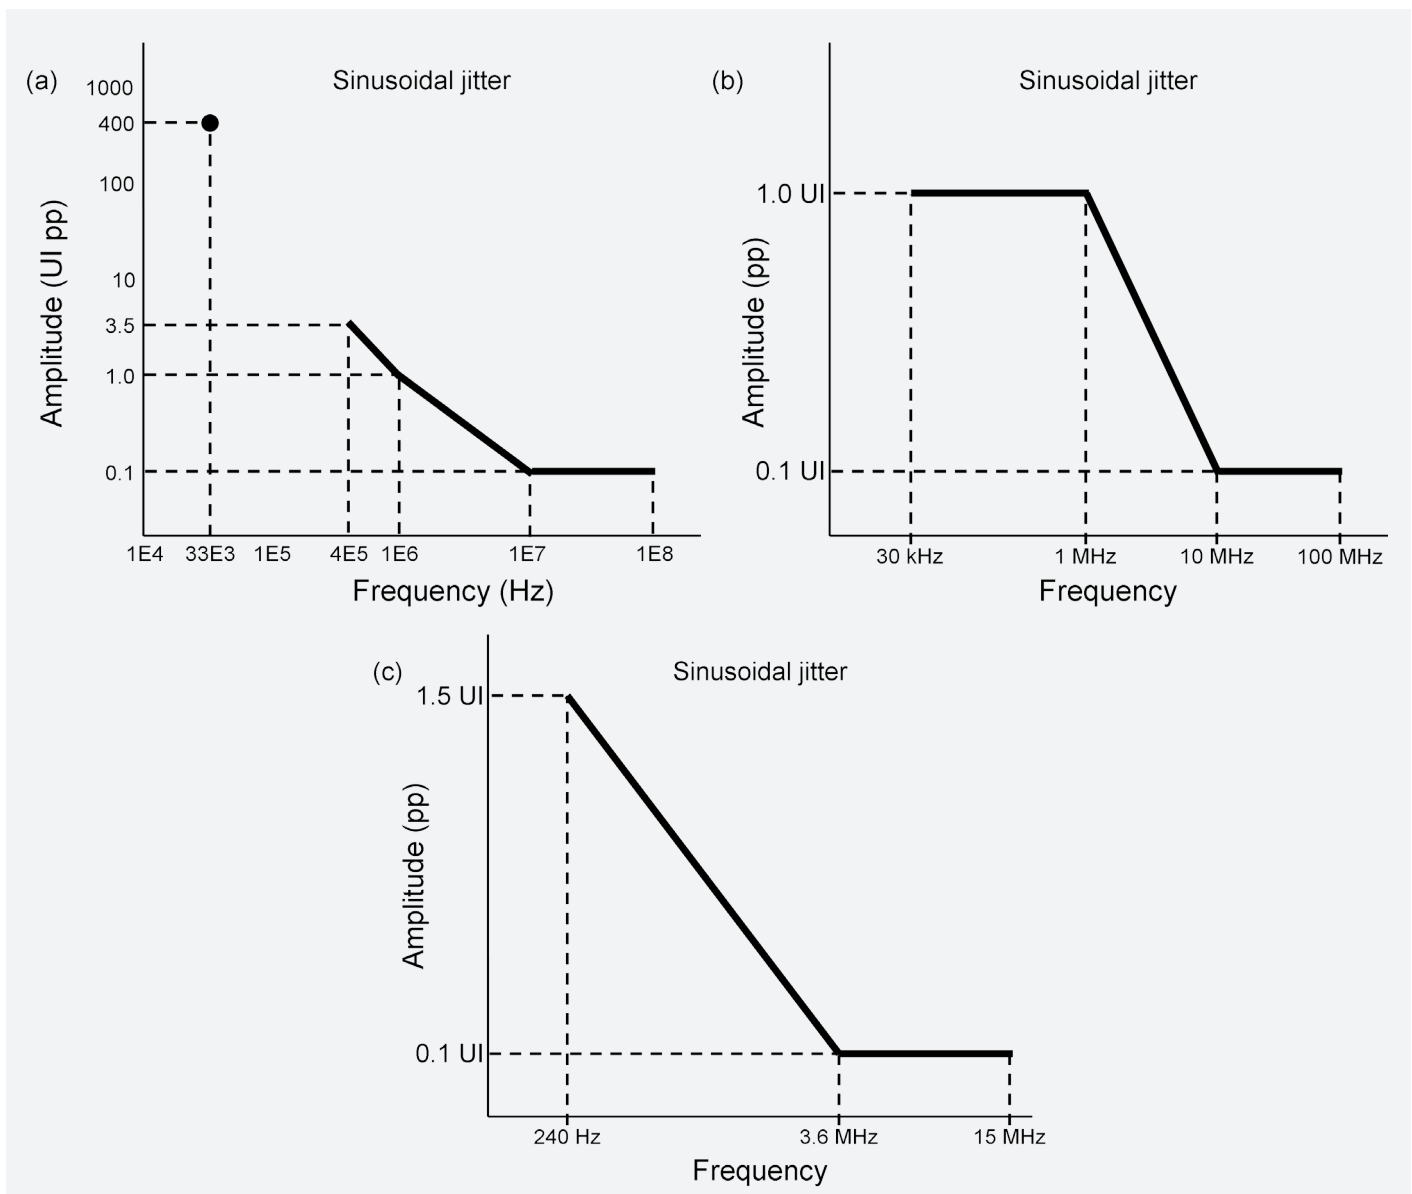 (a)
Sinusoidal jitter
1000
400
100
10
3.5
1.0
0.1
Amplitude (UI pp)
1E4 33E3 1E5 4E5 1E6 1E7 1E8
Frequency (Hz)
(b)
Sinusoidal jitter
1.0 UI
0.1 UI
Amplitude (pp)
30 kHz 1 MHz 10 MHz 100 MHz
Frequency
(c)
Sinusoidal jitter
1.5 UI
0.1 UI
Amplitude (pp)
240 Hz 3.6 MHz 15 MHz
Frequency